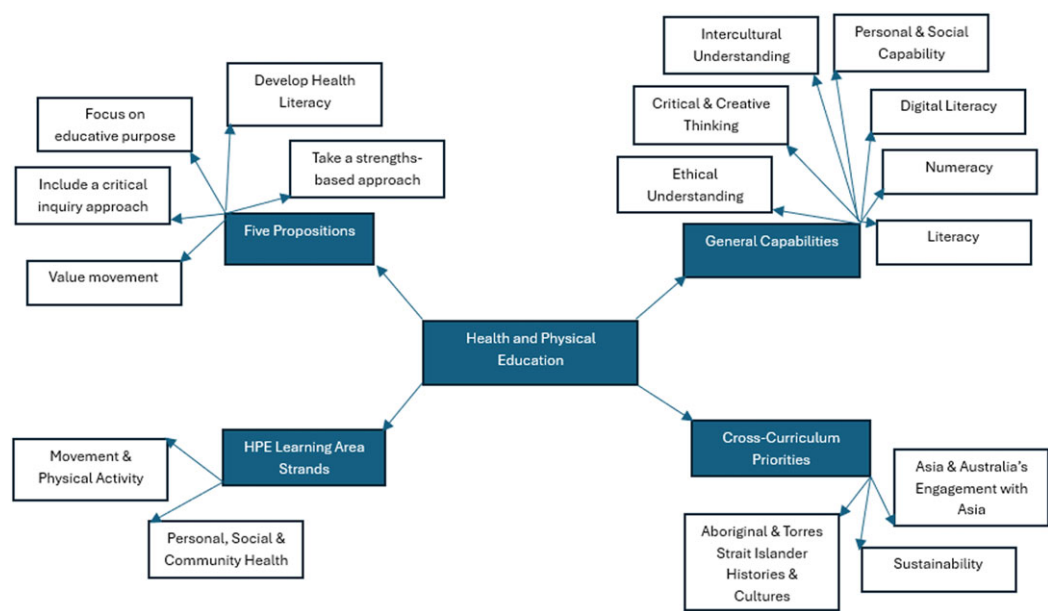 Develop Health
Literacy
Focus on
educative purpose
Take a strengths-
based approach
Include a critical
inquiry approach
Five Propositions
Value movement
Intercultural
Understanding
Personal & Social
Capability
Critical & Creative
Thinking
Digital Literacy
Ethical
Understanding
Numeracy
General Capabilities
Literacy
Health and Physical
Education
HPE Learning Area
Strands
Movement &
Physical Activity
Personal, Social &
Community Health
Cross-Curriculum
Priorities
Asia & Australia's
Engagement with
Asia
Aboriginal & Torres
Strait Islander
Histories &
Cultures
Sustainability